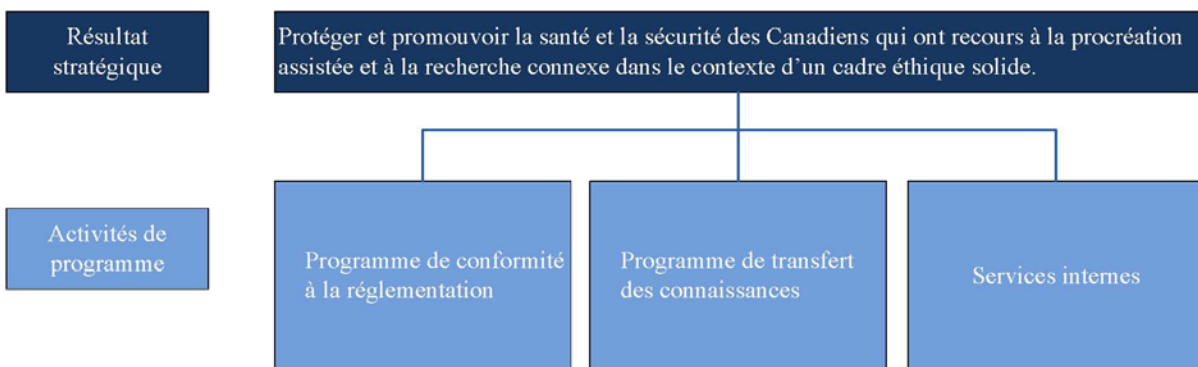 Résultat
stratégique
Protéger et promouvoir la santé et la sécurité des Canadiens qui ont recours à la procréation
assistée et à la recherche connexe dans le contexte d’un cadre éthique solide.
Activités de
programme
Programme de conformité
à la réglementation
Programme de transfert
des connaissances
Services internes